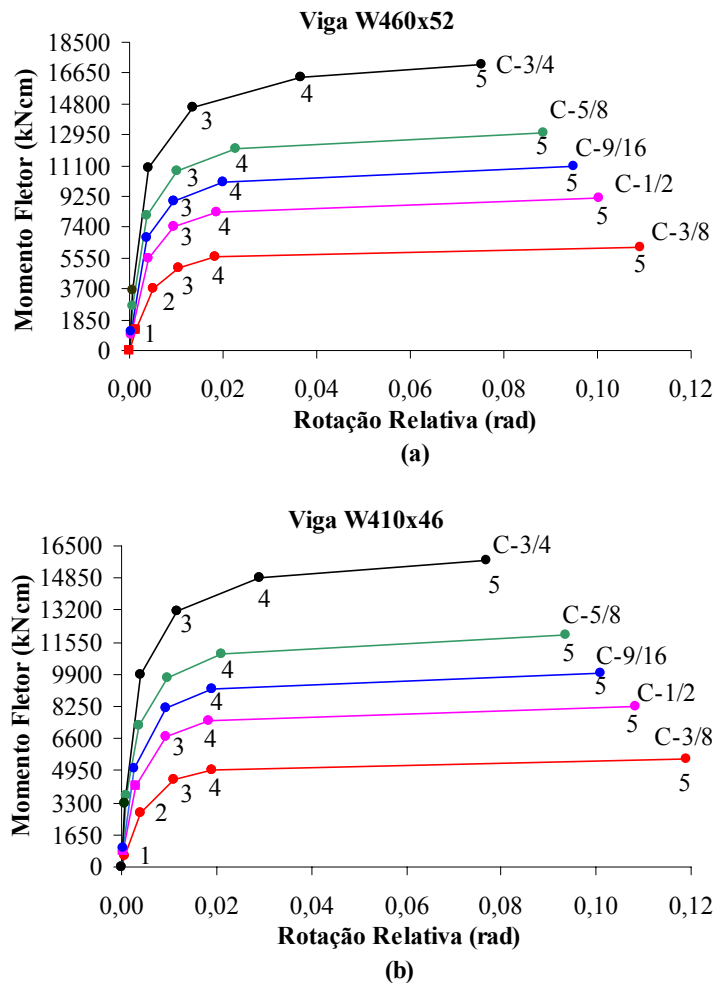 Viga W460x52
Momento Fletor (kNcm)
18500
16650
14800
12950
11100
9250
7400
5550
3700
1850
0
C-3/4
C-5/8
C-9/16
C-1/2
C-3/8
3 4 5
3 4 5
3 4 5
3 4 5
1 2 3 4 5
0,00 0,02 0,04 0,06 0,08 0,10 0,12
Rotação Relativa (rad)
(a)
Viga W410x46
Momento Fletor (kNcm)
16500
14850
13200
11550
9900
8250
6600
4950
3300
1650
0
C-3/4
C-5/8
C-9/16
C-1/2
C-3/8
3 4 5
4 5
4 5
3 4 5
1 2 3 4 5
0,00 0,02 0,04 0,06 0,08 0,10 0,12
Rotação Relativa (rad)
(b)